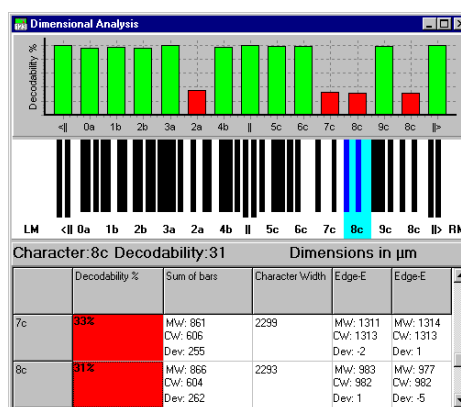 123 Dimensional Analysis
Decodability %
<|| 0a 1b 2b 3a 2a 4b || 5c 6c 7c 8c 9c 8c ||>
LM <|| 0a 1b 2b 3a 2a 4b || 5c 6c 7c 8c 9c 8c ||> RM
Character:8c Decodability:31 Dimensions in µm
Decodability % Sum of bars Character Width Edge-E Edge-E
7c 33% MW: 861 2299 MW: 1311 MW: 1314
CW: 606 CW: 1313 CW: 1313
Dev: 255 Dev: -2 Dev: 1
8c 31% MW: 866 2293 MW: 983 MW: 977
CW: 604 CW: 982 CW: 982
Dev: 262 Dev: 1 Dev: -5